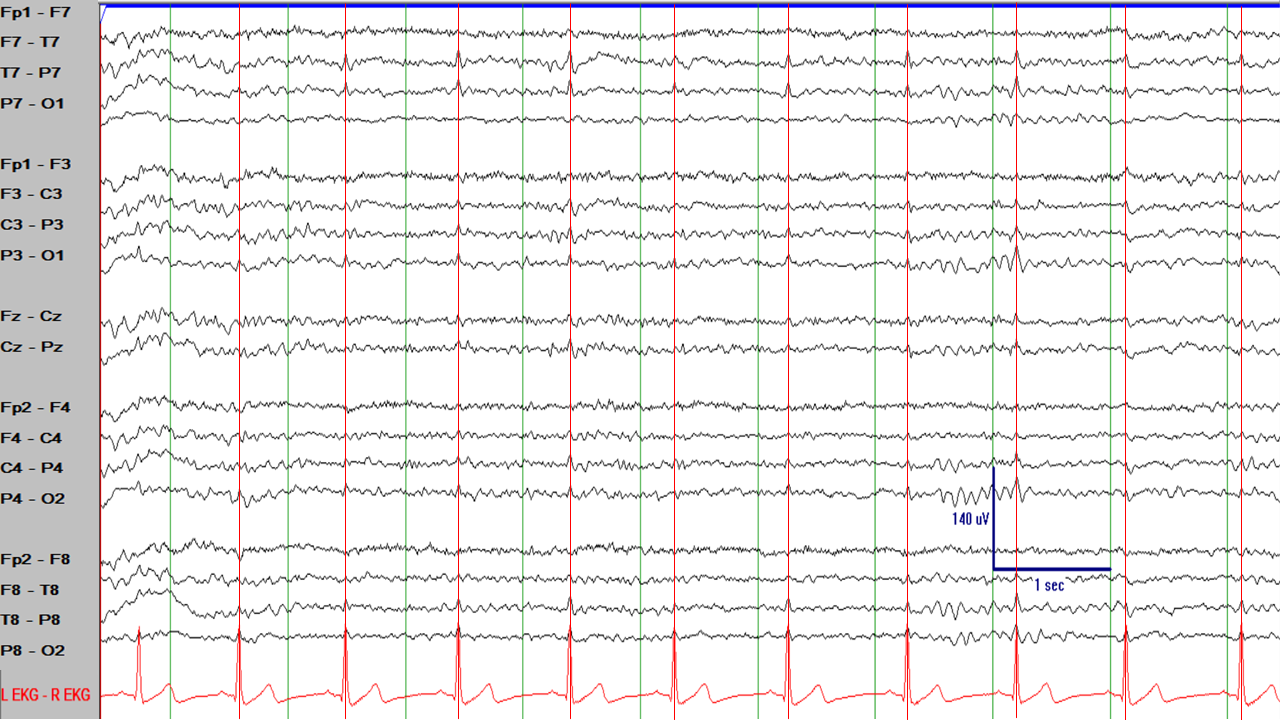 Fp1 - F7
F7 - T7
T7 - P7
P7 - O1
Fp1 - F3
F3 - C3
C3 - P3
P3 - O1
Fz - Cz
Cz - Pz
Fp2 - F4
F4 - C4
C4 - P4
P4 - O2
140 uV
Fp2 - F8
1 sec
F8 - T8
T8 - P8
P8 - O2
L EKG - R EKG